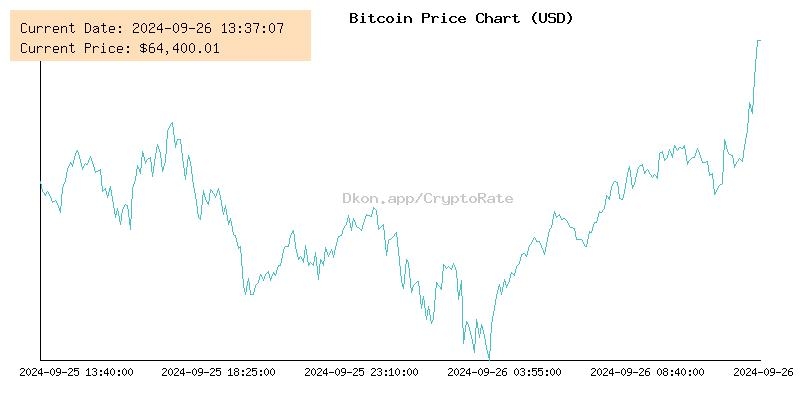 Bitcoin Price Chart (USD)
Current Date: 2024-09-26 13:37:07
Current Price: $64,400.01
Dkon.app/CryptoRate
2024-09-25 13:40:00 2024-09-25 18:25:00 2024-09-25 23:10:00 2024-09-26 03:55:00 2024-09-26 08:40:00 2024-09-26